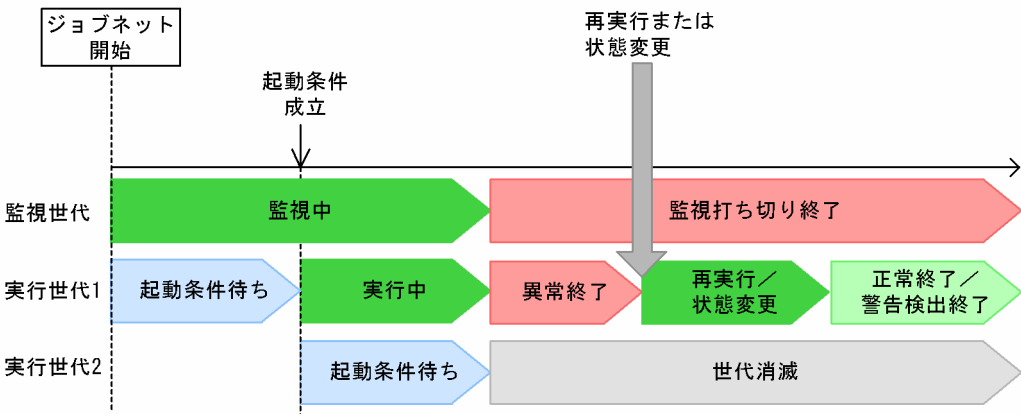 ジョブネット
開始
起動条件
成立
再実行または
状態変更
監視世代
監視中
監視打ち切り終了
実行世代1
起動条件待ち
実行中
異常終了
再実行／
状態変更
正常終了／
警告検出終了
実行世代2
起動条件待ち
世代消滅